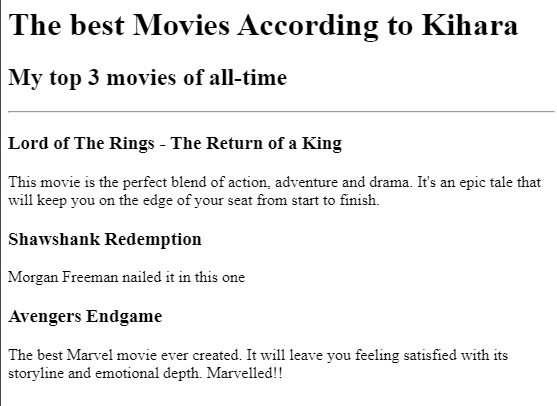 The best Movies According to Kihara
My top 3 movies of all-time
Lord of The Rings - The Return of a King
This movie is the perfect blend of action, adventure and drama. It's an epic tale that
will keep you on the edge of your seat from start to finish.
Shawshank Redemption
Morgan Freeman nailed it in this one
Avengers Endgame
The best Marvel movie ever created. It will leave you feeling satisfied with its
storyline and emotional depth. Marvelled!!